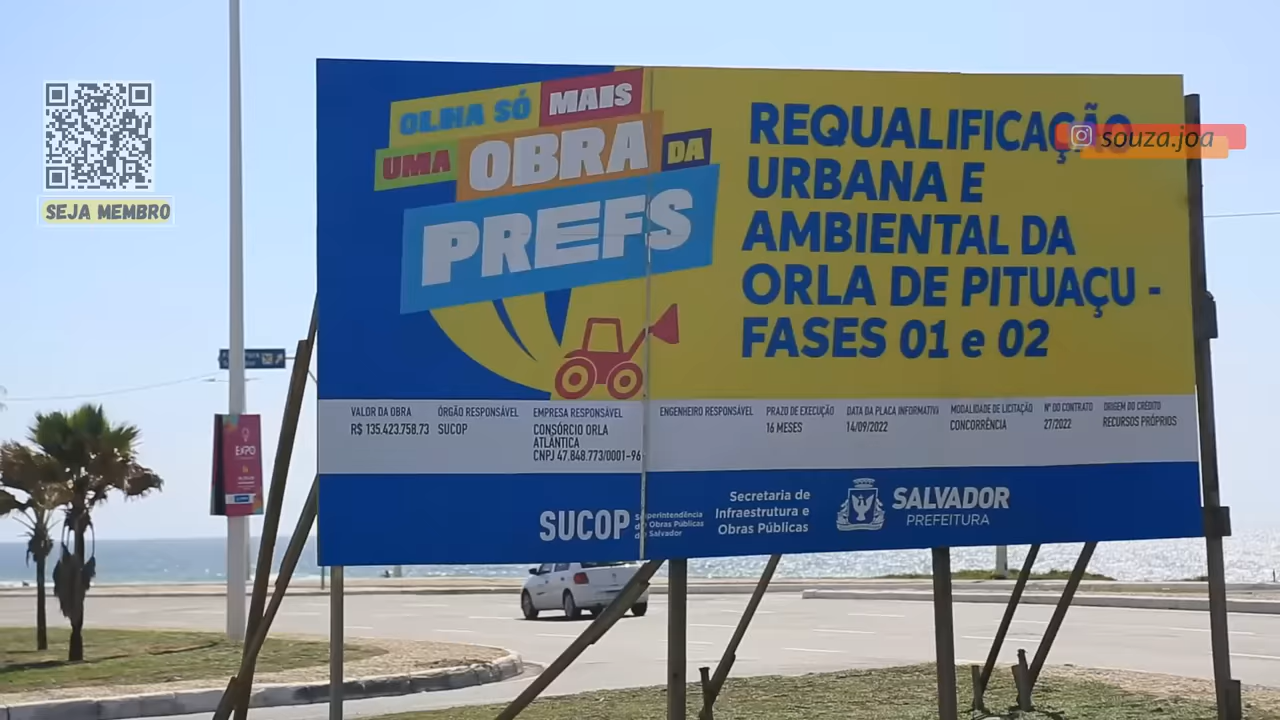 OLHA SÓ MAIS
UMA OBRA DA
PREFS
REQUALIFICAÇÃO
URBANA E
AMBIENTAL DA
ORLA DE PITUAÇU -
FASES 01 e 02
souza.joa
SEJA MEMBRO
EXPO
VALOR DA OBRA
R$ 135.423.758,73
ÓRGÃO RESPONSÁVEL
SUCOP
EMPRESA RESPONSÁVEL
CONSÓRCIO ORLA
ATLÂNTICA
CNPJ 47.848.773/0001-96
ENGENHEIRO RESPONSÁVEL
PRAZO DE EXECUÇÃO
16 MESES
DATA DA PLACA INFORMATIVA
14/09/2022
MODALIDADE DE LICITAÇÃO
CONCORRÊNCIA
Nº DO CONTRATO
27/2022
ORIGEM DO CRÉDITO
RECURSOS PRÓPRIOS
SUCOP
Superintendência
de Obras Públicas
do Salvador
Secretaria de
Infraestrutura e
Obras Públicas
SALVADOR
PREFEITURA